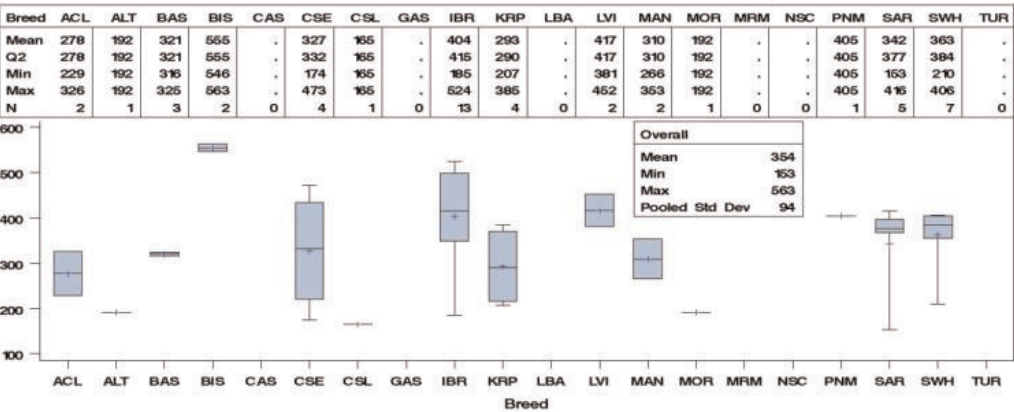 Breed ACL ALT BAS BIS CAS CSE CSL GAS IBR KRP LBA LVI MAN MOR MRM NSC PNM SAR SWH TUR
Mean 278 192 321 555 . 327 165 . 404 293 . 417 310 192 . . 405 342 363 .
Q2 278 192 321 555 . 332 165 . 415 290 . 417 310 192 . . 405 377 384 .
Min 229 192 316 546 . 174 165 . 185 207 . 381 266 192 . . 405 153 210 .
Max 326 192 325 563 . 473 165 . 524 385 . 452 353 192 . . 405 416 406 .
N 2 1 3 2 0 4 1 0 13 4 0 2 2 1 0 0 1 5 7 0
600
500
400
300
200
100
Overall
Mean 354
Min 153
Max 563
Pooled Std Dev 94
ACL ALT BAS BIS CAS CSE CSL GAS IBR KRP LBA LVI MAN MOR MRM NSC PNM SAR SWH TUR
Breed